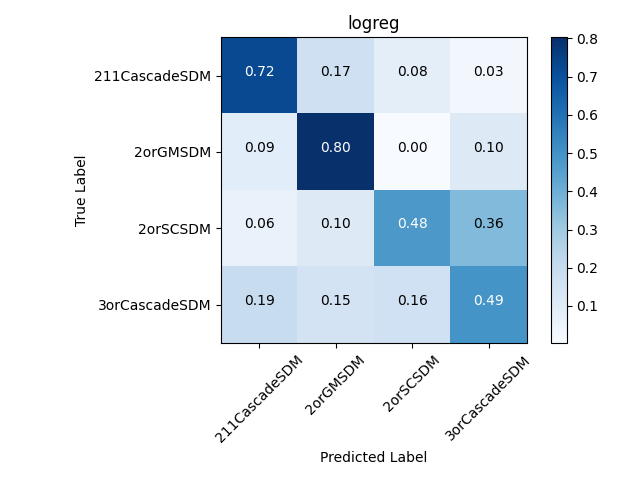 logreg
True Label
211CascadeSDM 0.72 0.17 0.08 0.03
2orGMSDM 0.09 0.80 0.00 0.10
2orSCSDM 0.06 0.10 0.48 0.36
3orCascadeSDM 0.19 0.15 0.16 0.49
211CascadeSDM 2orGMSDM 2orSCSDM 3orCascadeSDM
Predicted Label
0.8
0.7
0.6
0.5
0.4
0.3
0.2
0.1